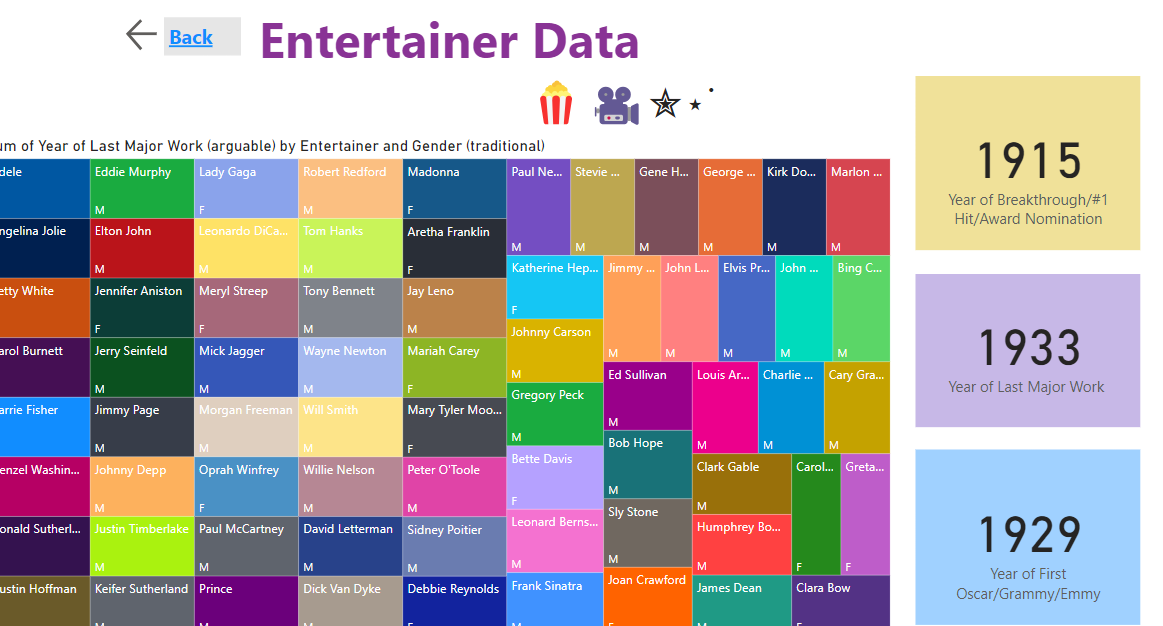 Back
Entertainer Data
um of Year of Last Major Work (arguable) by Entertainer and Gender (traditional)
dele
Eddie Murphy
M
Lady Gaga
F
Robert Redford
M
Madonna
F
Paul Ne...
M
Stevie ...
M
Gene H...
M
George ...
M
Kirk Do...
M
Marlon ...
M
ngelina Jolie
Elton John
M
Leonardo DiCa...
M
Tom Hanks
M
Aretha Franklin
F
etty White
Jennifer Aniston
F
Meryl Streep
F
Tony Bennett
M
Jay Leno
M
Katherine Hep...
F
Jimmy ...
M
John L...
M
Elvis Pr...
M
John ...
M
Bing C...
M
Johnny Carson
M
arol Burnett
Jerry Seinfeld
M
Mick Jagger
M
Wayne Newton
M
Mariah Carey
F
Gregory Peck
M
Ed Sullivan
M
Louis Ar...
M
Charlie ...
M
Cary Gra...
M
arrie Fisher
Jimmy Page
M
Morgan Freeman
M
Will Smith
M
Mary Tyler Moo...
F
Bob Hope
M
enzel Washin...
Johnny Depp
M
Oprah Winfrey
F
Willie Nelson
M
Peter O'Toole
M
Bette Davis
F
Clark Gable
M
Carol...
F
Greta...
F
onald Sutherl...
Justin Timberlake
M
Paul McCartney
M
David Letterman
M
Sidney Poitier
M
Leonard Berns...
M
Sly Stone
M
Humphrey Bo...
M
ustin Hoffman
Keifer Sutherland
Prince
Dick Van Dyke
Debbie Reynolds
Frank Sinatra
Joan Crawford
James Dean
Clara Bow
1915
Year of Breakthrough/#1
Hit/Award Nomination
1933
Year of Last Major Work
1929
Year of First
Oscar/Grammy/Emmy